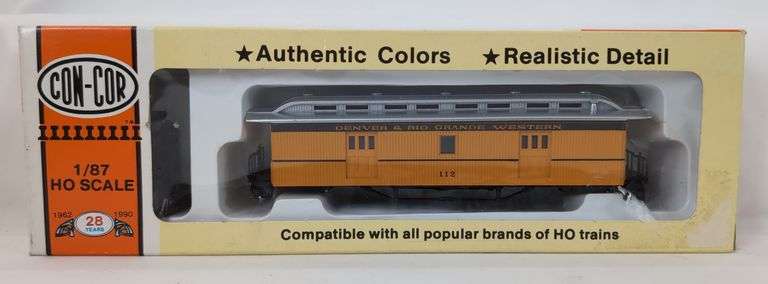 CON-COR
TM
1/87
HO SCALE
1962 28 1990
YEARS
★Authentic Colors ★Realistic Detail
DENVER & RIO GRANDE WESTERN
112
Compatible with all popular brands of HO trains